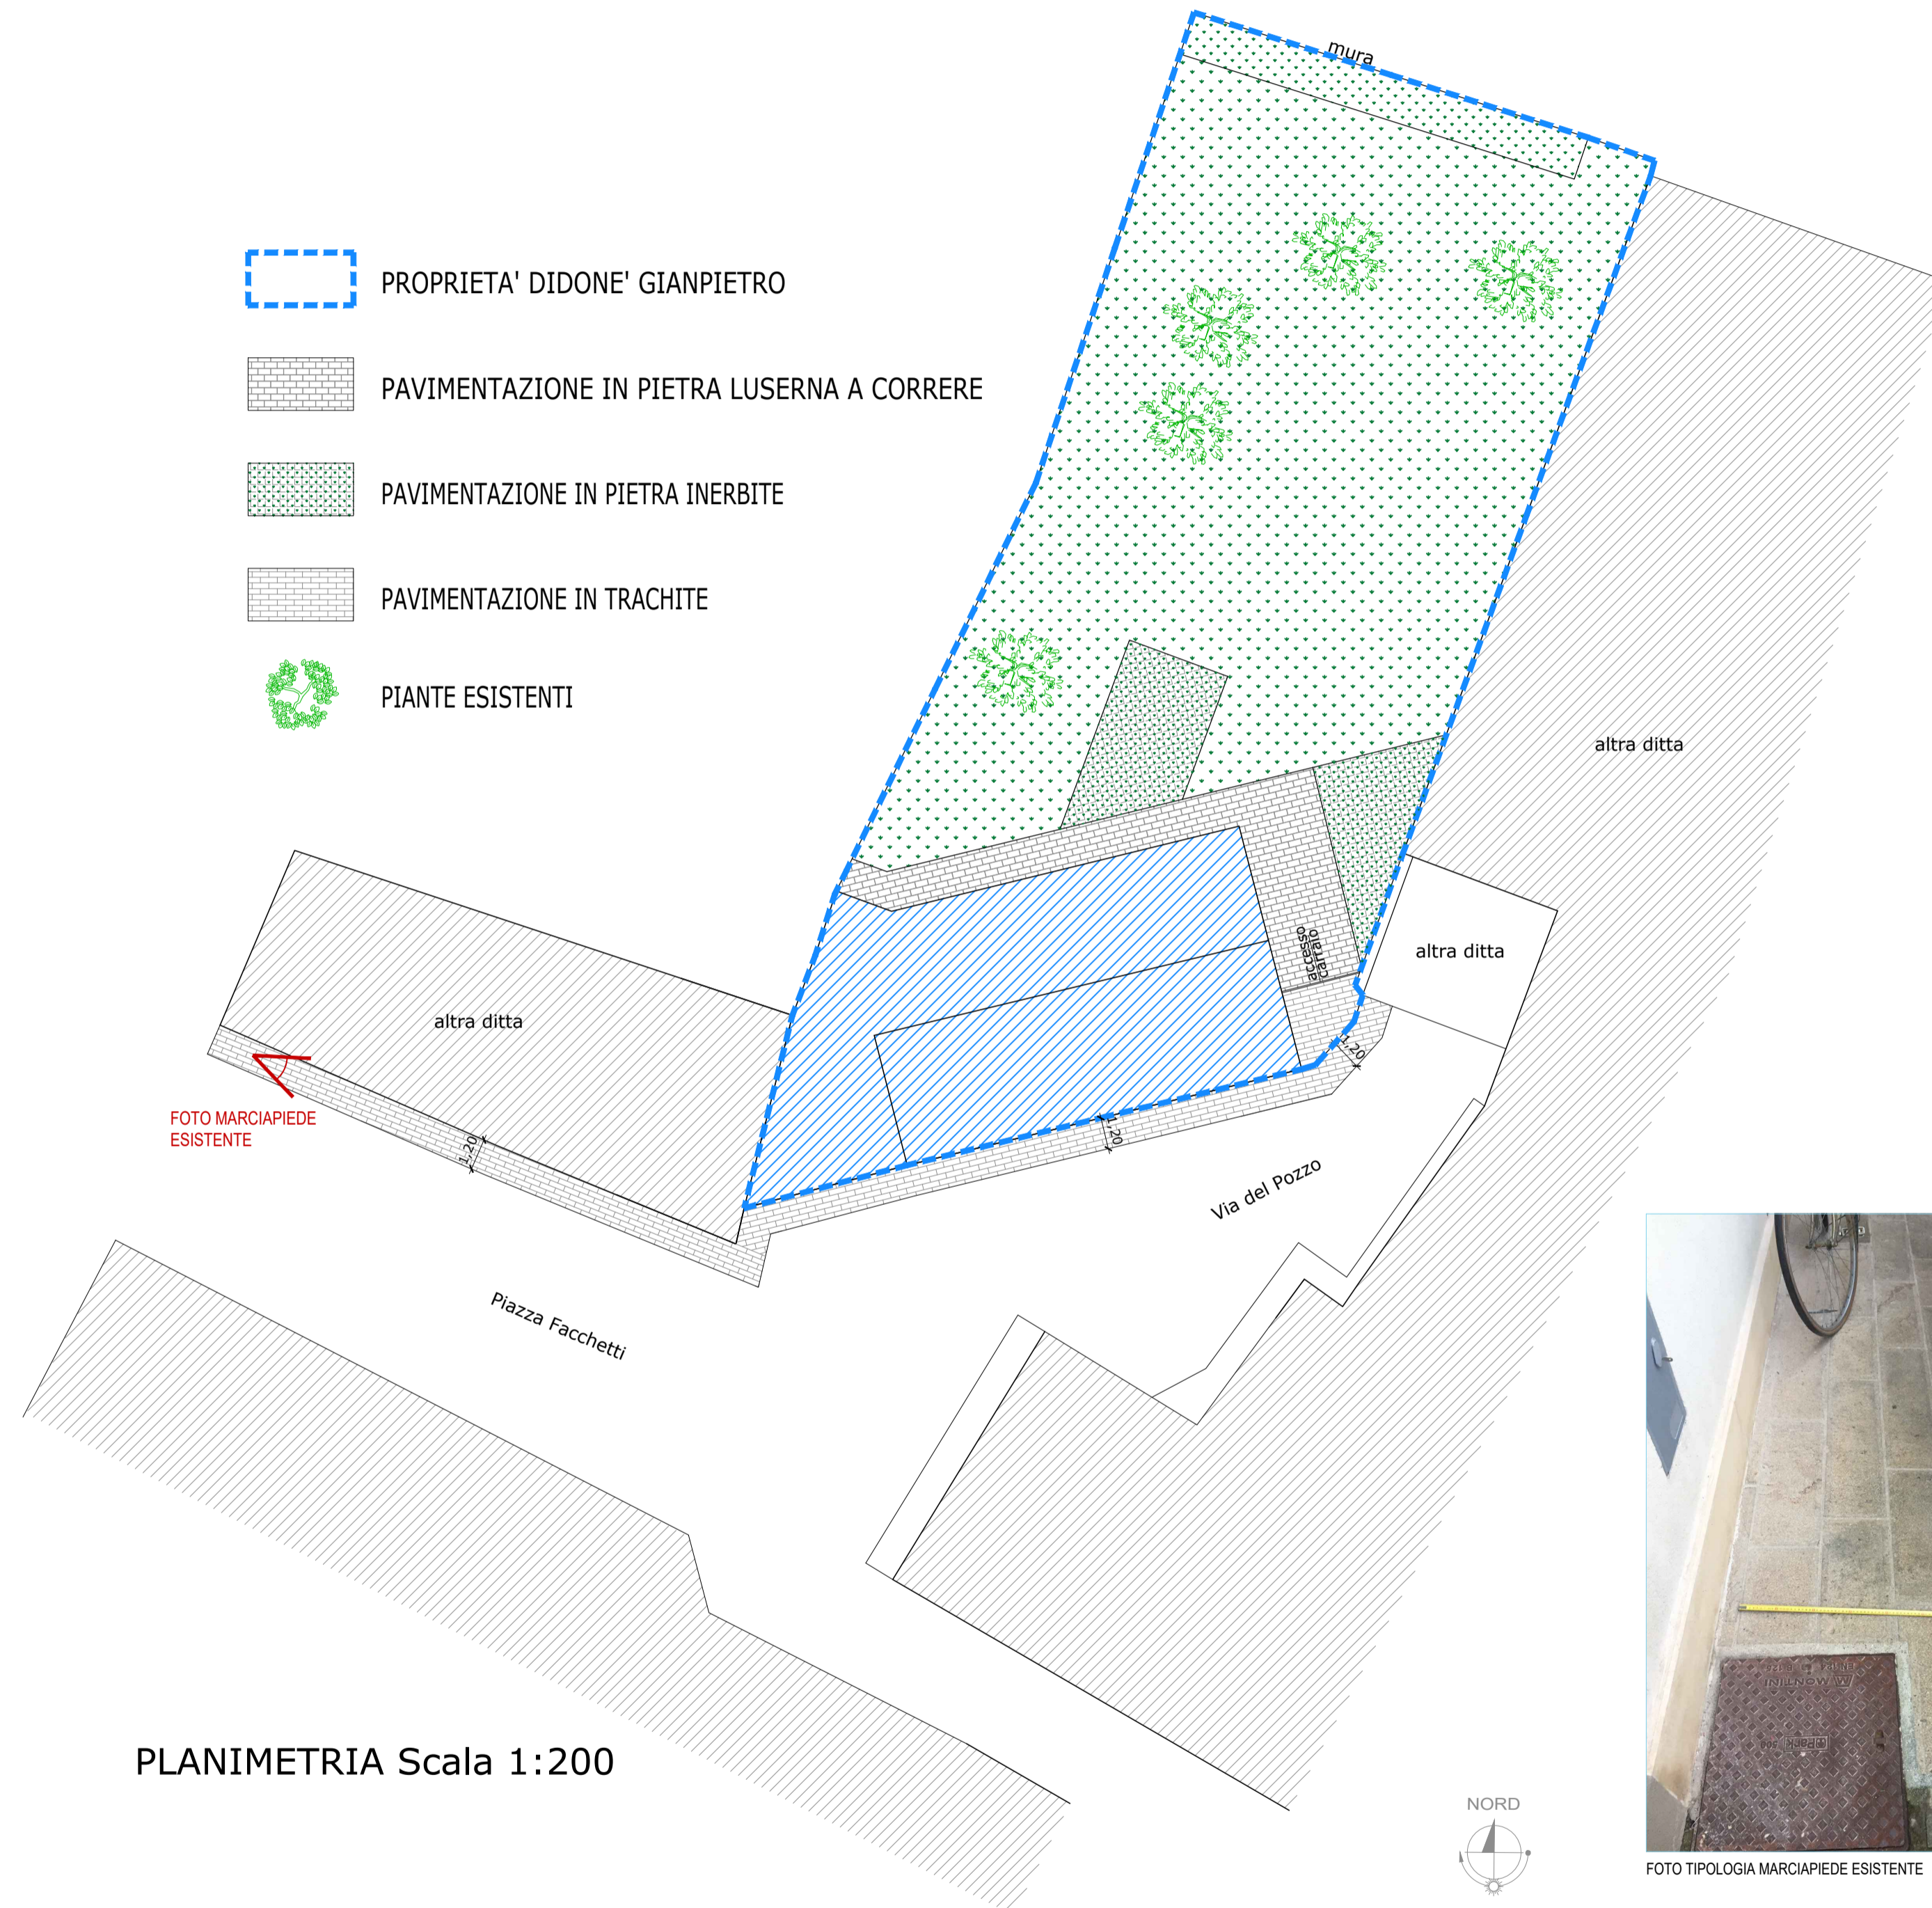 mura
PROPRIETA' DIDONE' GIANPIETRO
PAVIMENTAZIONE IN PIETRA LUSERNA A CORRERE
PAVIMENTAZIONE IN PIETRA INERBITE
PAVIMENTAZIONE IN TRACHITE
PIANTE ESISTENTI
altra ditta
accesso
carraio
altra ditta
altra ditta
1,20
FOTO MARCIAPIEDE
ESISTENTE
1,20
1,20
Via del Pozzo
Piazza Facchetti
PLANIMETRIA Scala 1:200
NORD
MONTINI
Park
FOTO TIPOLOGIA MARCIAPIEDE ESISTENTE